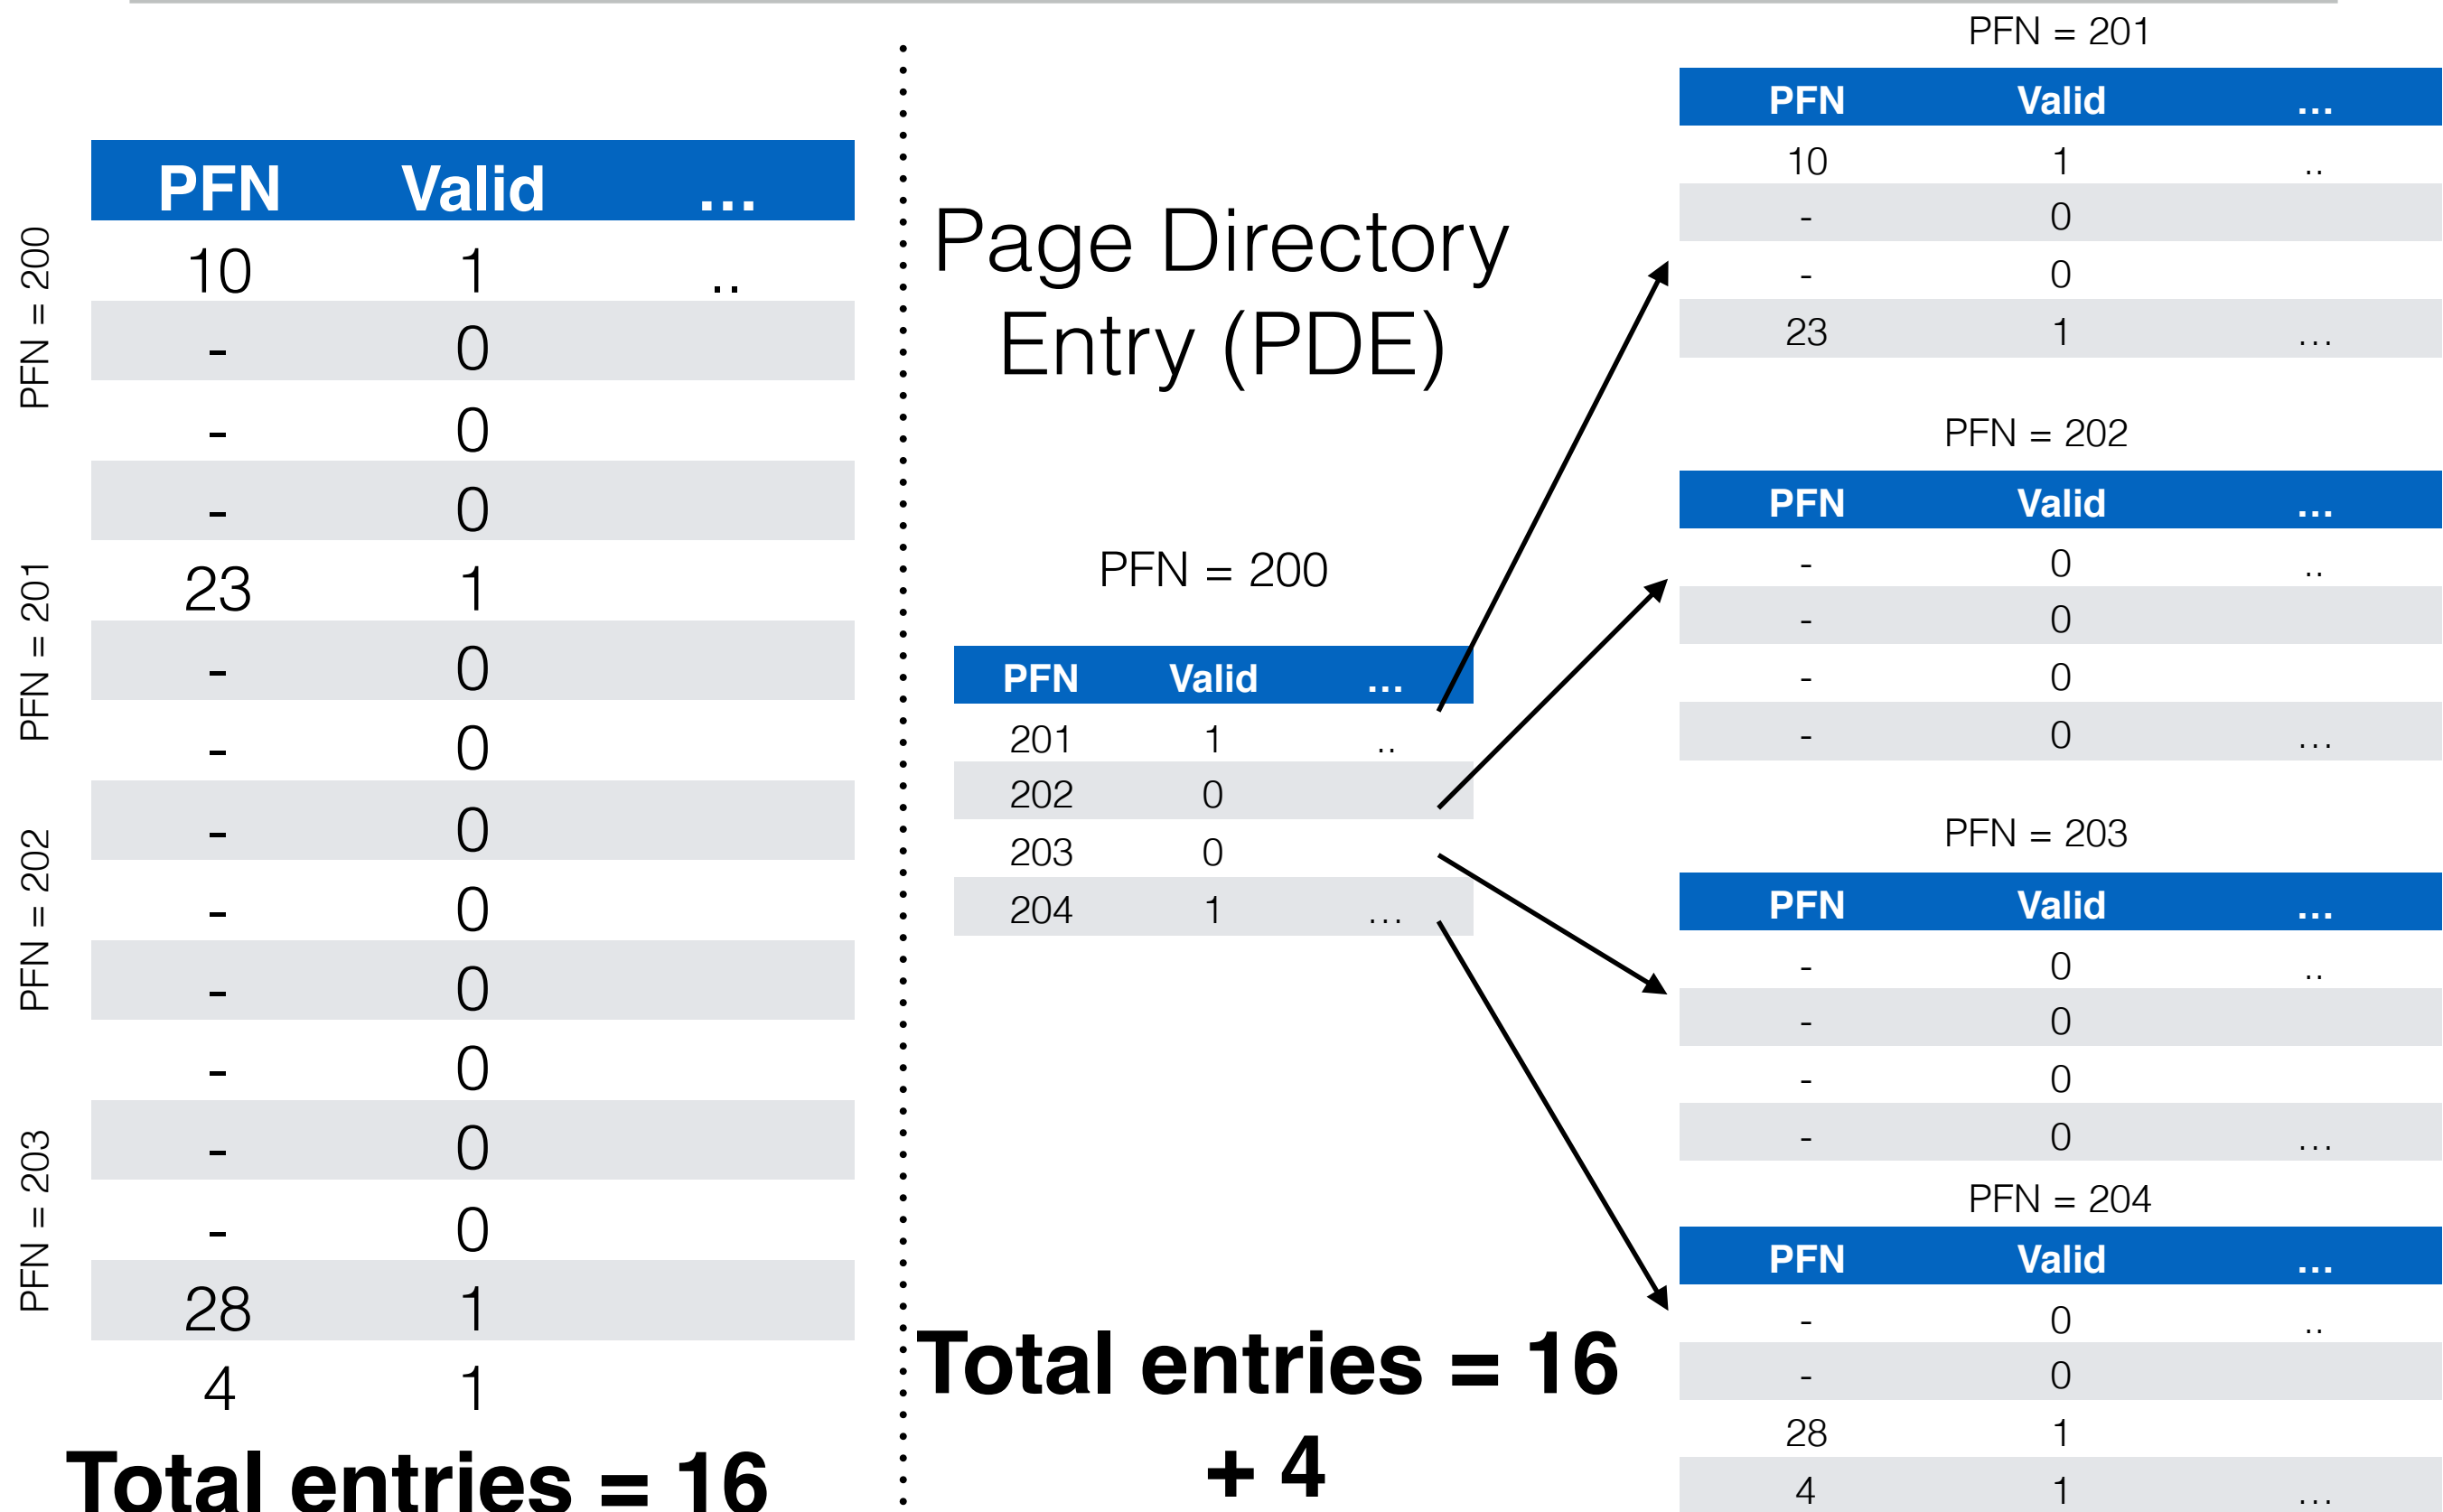 PFN = 200
PFN = 201
PFN = 202
PFN = 203
PFN Valid ...
10 1 ..
- 0
- 0
- 0
23 1
- 0
- 0
- 0
- 0
- 0
- 0
- 0
- 0
28 1
4 1
Total entries = 16
Page Directory
Entry (PDE)
PFN = 200
PFN Valid ...
201 1 ..
202 0
203 0
204 1 ...
Total entries = 16
+ 4
PFN = 201
PFN Valid ...
10 1 ..
- 0
- 0
23 1 ...
PFN = 202
PFN Valid ...
- 0 ..
- 0
- 0
- 0 ...
PFN = 203
PFN Valid ...
- 0 ..
- 0
- 0
- 0 ...
PFN = 204
PFN Valid ...
- 0 ..
- 0
28 1
4 1 ...